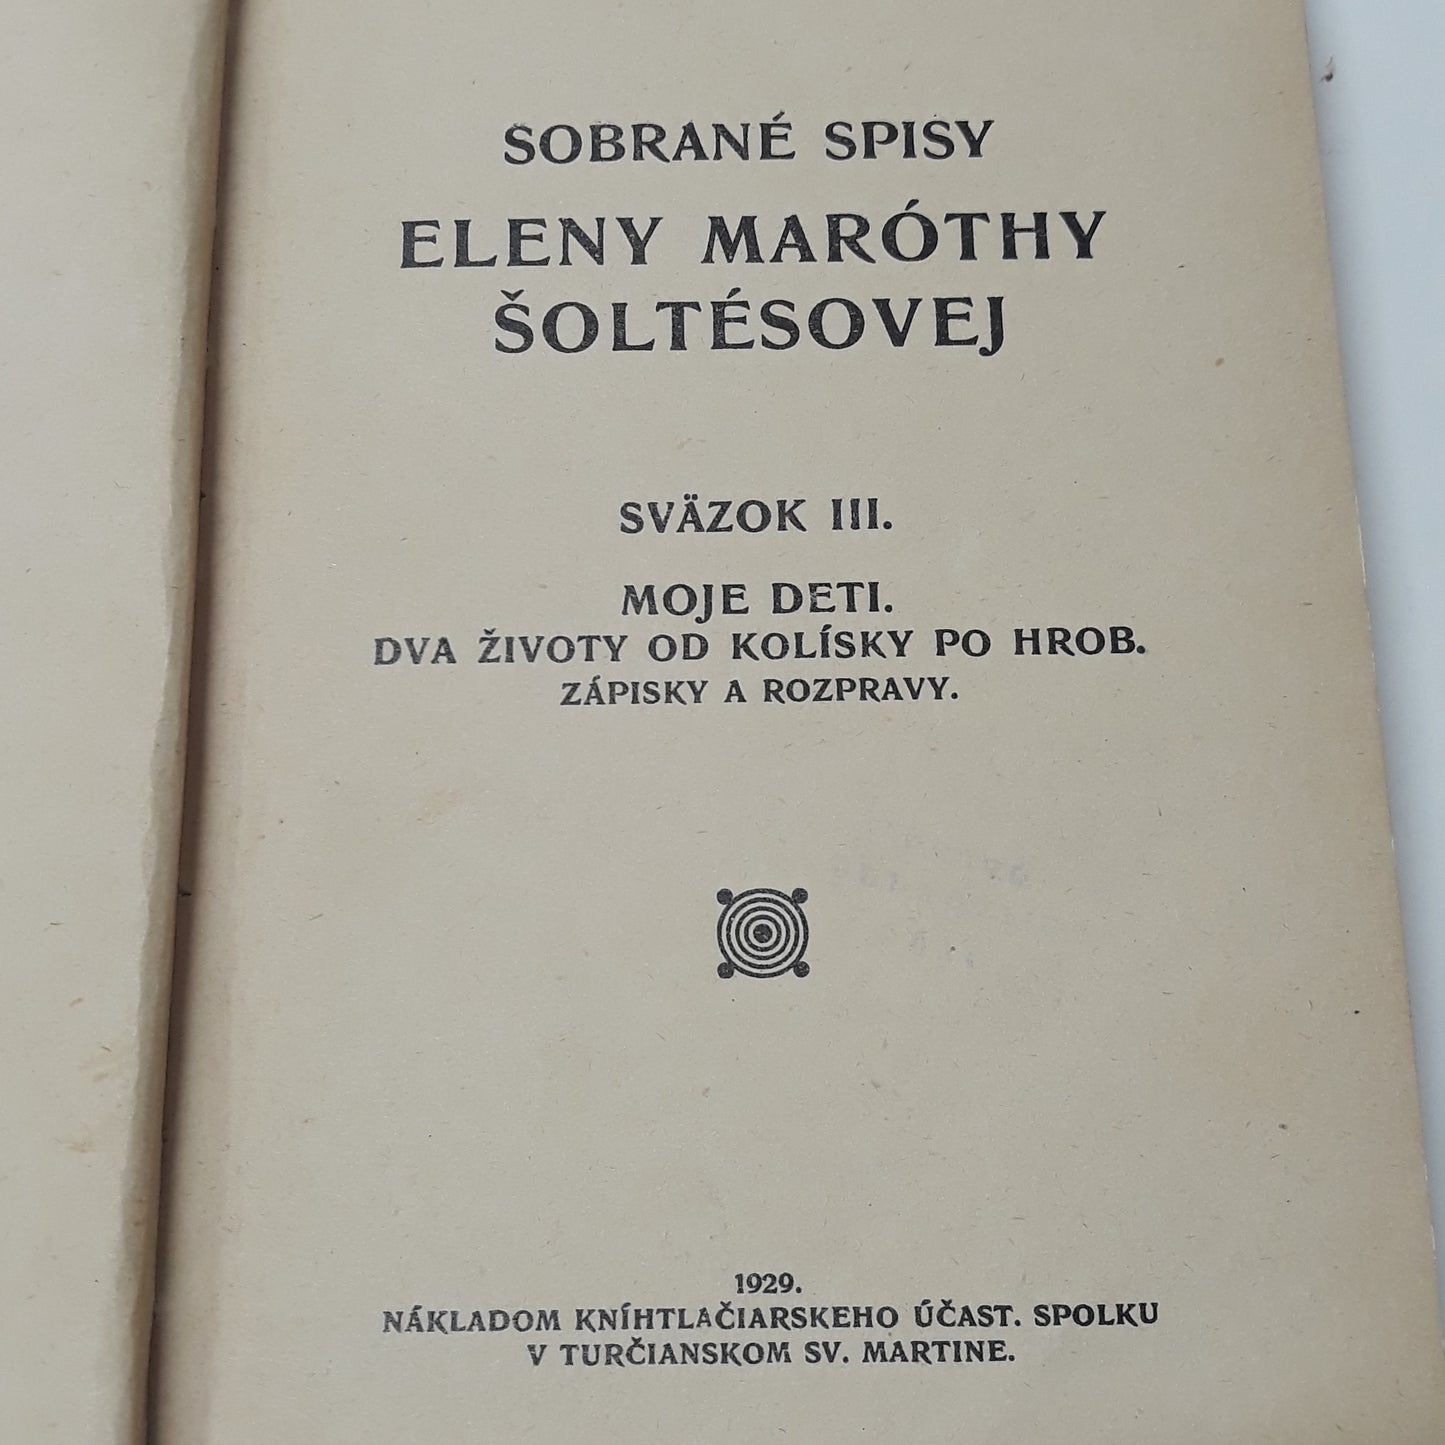 SOBRANÉ SPISY
ELENY MARÓTHY
ŠOLTÉSOVEJ
SVÄZOK III.
MOJE DETI.
DVA ŽIVOTY OD KOLÍSKY PO HROB.
ZÁPISKY A ROZPRAVY.
1929.
NÁKLADOM KNÍHTLAČIARSKEHO ÚČAST. SPOLKU
V TURČIANSKOM SV. MARTINE.